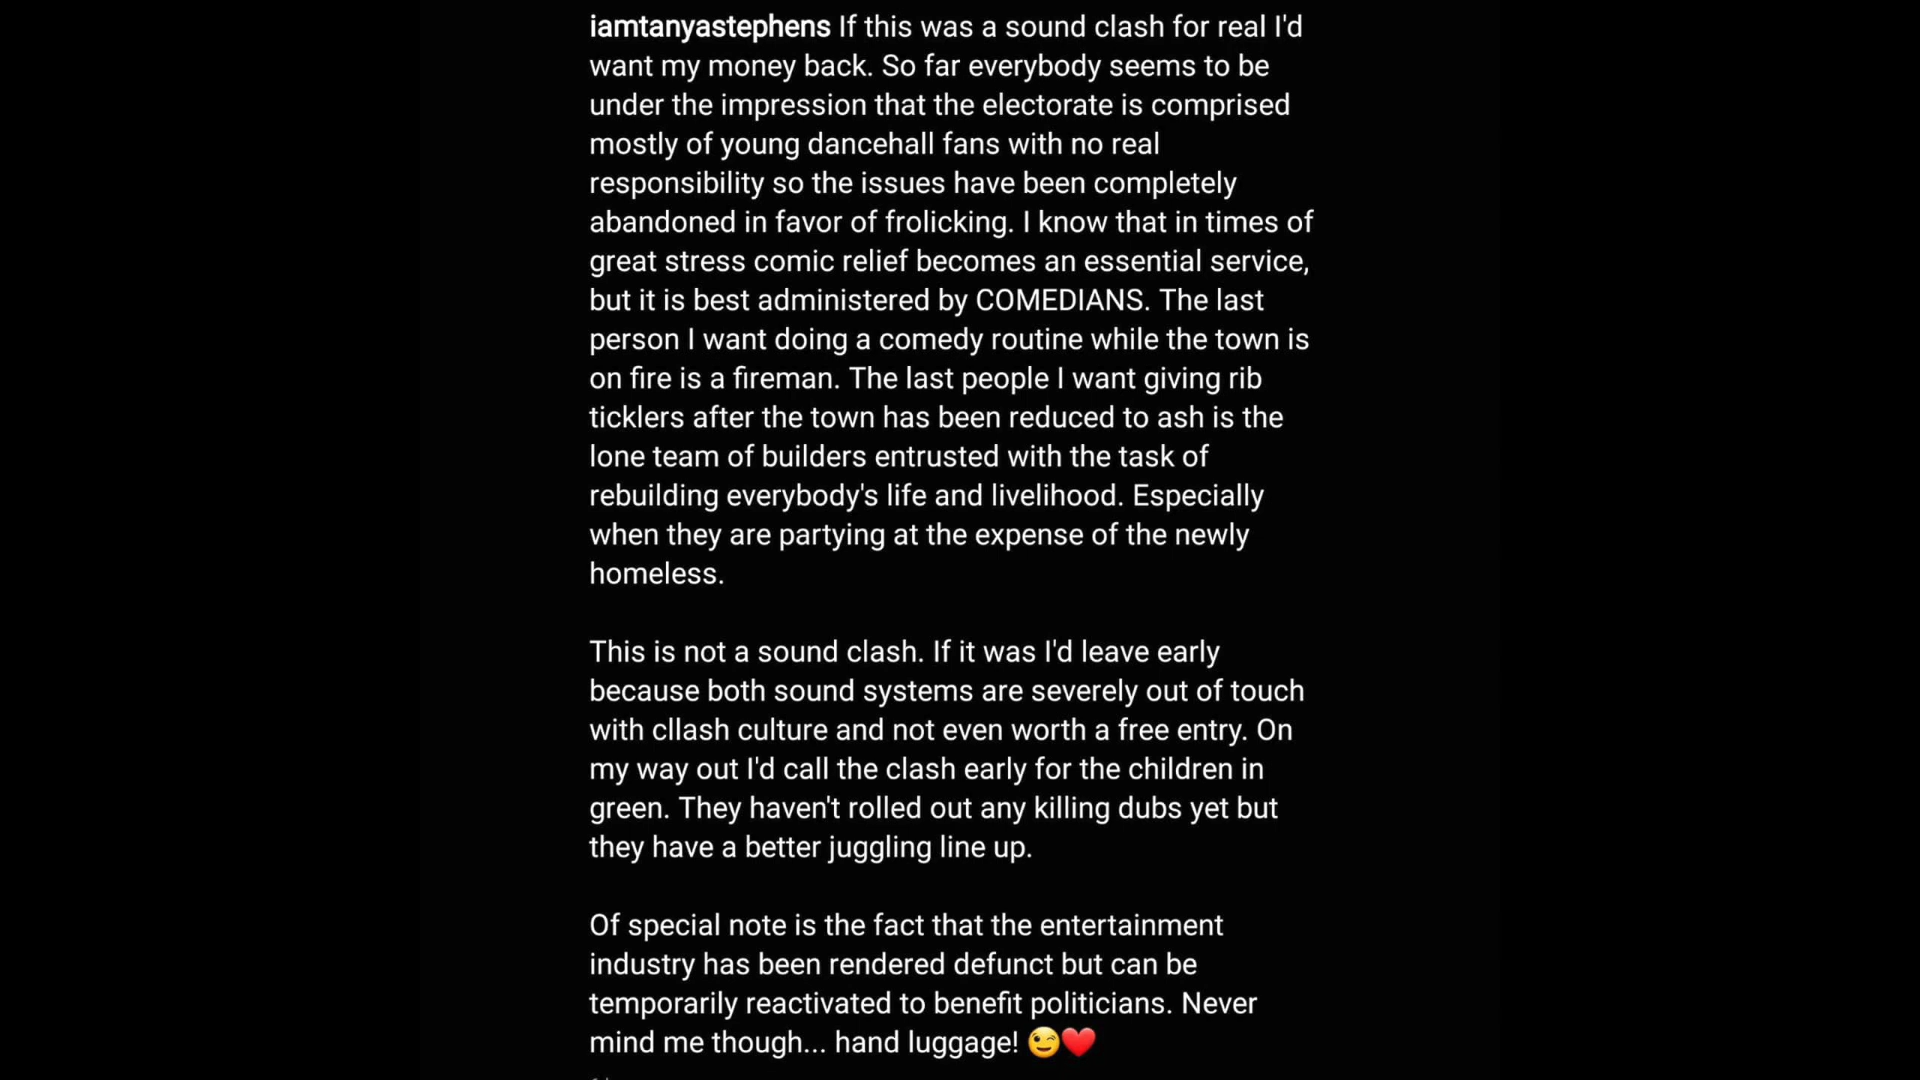 iamtanyastephens If this was a sound clash for real I'd
want my money back. So far everybody seems to be
under the impression that the electorate is comprised
mostly of young dancehall fans with no real
responsibility so the issues have been completely
abandoned in favor of frolicking. I know that in times of
great stress comic relief becomes an essential service,
but it is best administered by COMEDIANS. The last
person I want doing a comedy routine while the town is
on fire is a fireman. The last people I want giving rib
ticklers after the town has been reduced to ash is the
lone team of builders entrusted with the task of
rebuilding everybody's life and livelihood. Especially
when they are partying at the expense of the newly
homeless.
This is not a sound clash. If it was I'd leave early
because both sound systems are severely out of touch
with cllash culture and not even worth a free entry. On
my way out I'd call the clash early for the children in
green. They haven't rolled out any killing dubs yet but
they have a better juggling line up.
Of special note is the fact that the entertainment
industry has been rendered defunct but can be
temporarily reactivated to benefit politicians. Never
mind me though... hand luggage! 😉❤️